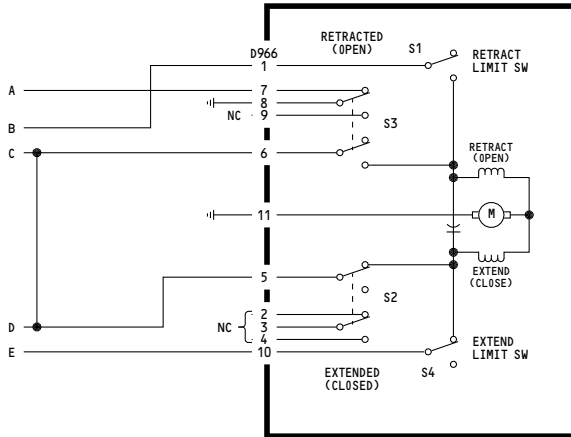 RETRACTED
(OPEN)
D966
S1
RETRACT
LIMIT SW
1
A
7
8
NC 9
B
S3
C
6
RETRACT
(OPEN)
11
M
5
EXTEND
(CLOSE)
S2
2
NC 3
4
D
E
10
EXTEND
LIMIT SW
EXTENDED
(CLOSED)
S4